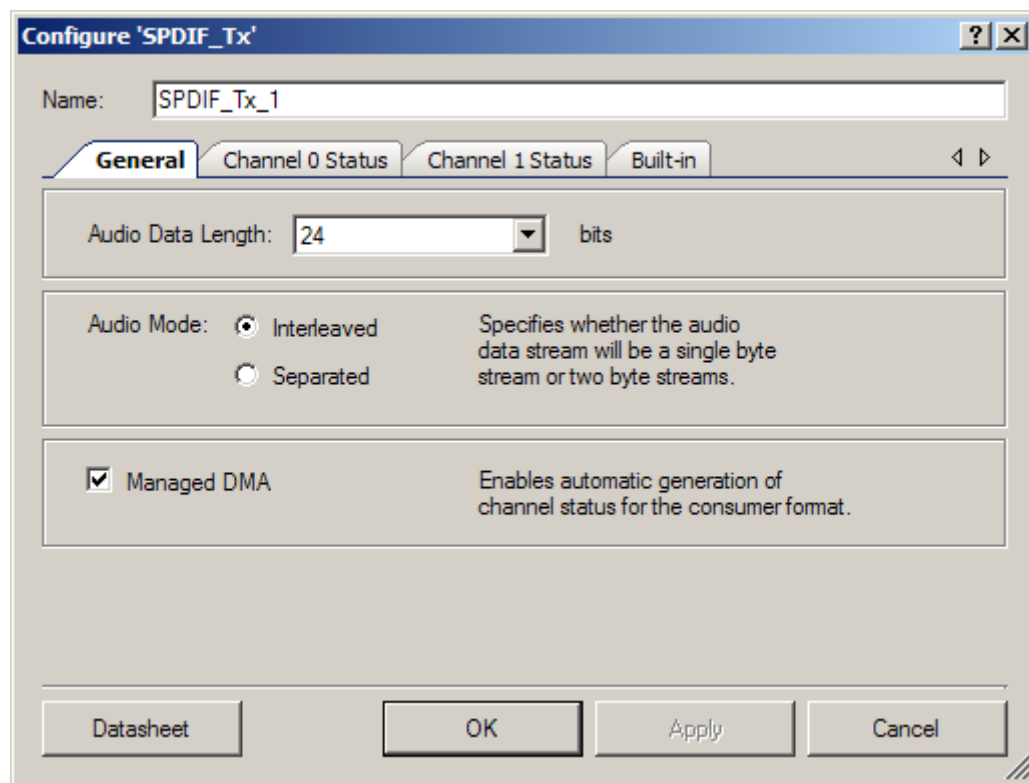 Configure 'SPDIF_Tx'
Name: SPDIF_Tx_1
General Channel 0 Status Channel 1 Status Built-in
Audio Data Length: 24 bits
Audio Mode: Interleaved
Separated
Specifies whether the audio
data stream will be a single byte
stream or two byte streams.
Managed DMA
Enables automatic generation of
channel status for the consumer format.
Datasheet OK Apply Cancel